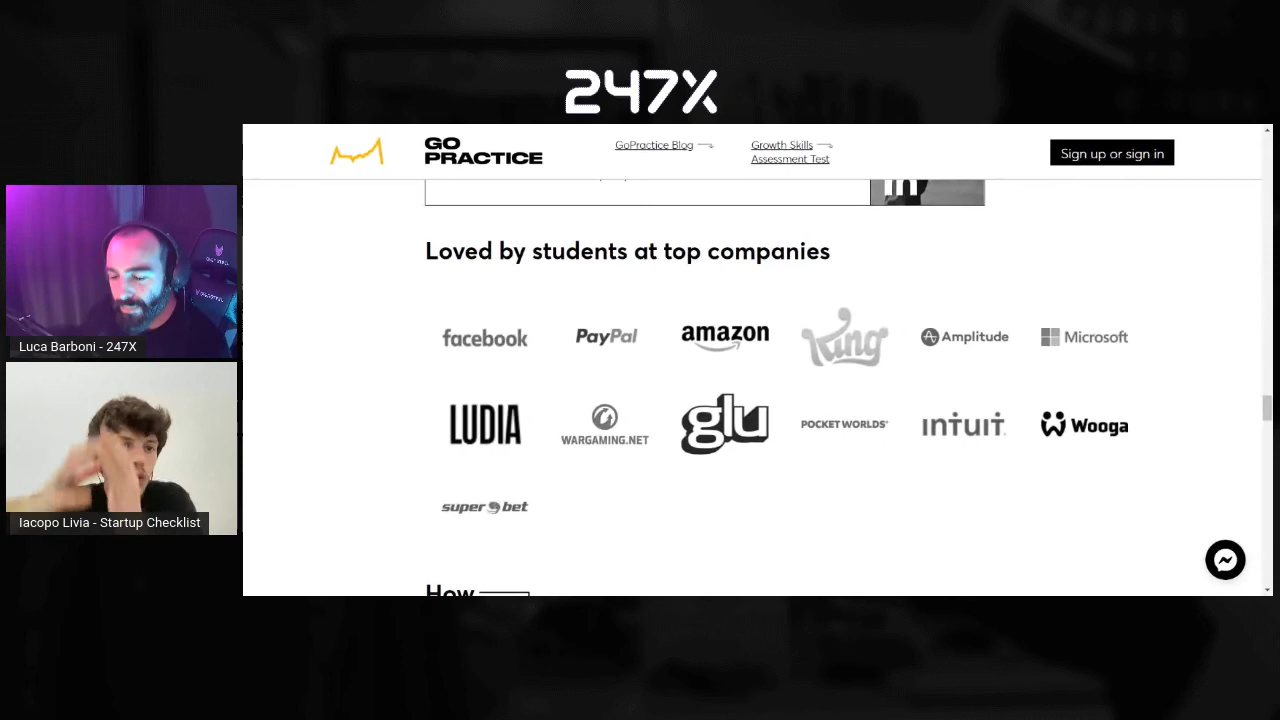 247X
GO
PRACTICE
GoPractice Blog
Growth Skills
Assessment Test
Sign up or sign in
Loved by students at top companies
facebook
PayPal
amazon
King
Amplitude
Microsoft
LUDIA
WARGAMING.NET
glu
POCKET WORLDS
intuit
Wooga
superbet
How
Luca Barboni - 247X
Iacopo Livia - Startup Checklist